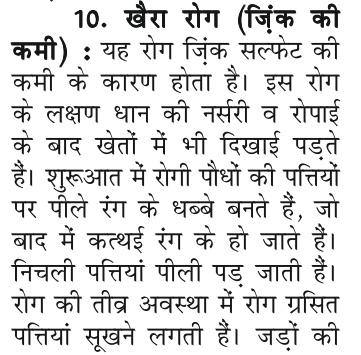 10. खैरा रोग (ज़िंक की
कमी) : यह रोग ज़िंक सल्फेट की
कमी के कारण होता है। इस रोग
के लक्षण धान की नर्सरी व रोपाई
के बाद खेतों में भी दिखाई पड़ते
हैं। शुरूआत में रोगी पौधों की पत्तियों
पर पीले रंग के धब्बे बनते हैं, जो
बाद में कत्थई रंग के हो जाते हैं।
निचली पत्तियां पीली पड़ जाती हैं।
रोग की तीव्र अवस्था में रोग ग्रसित
पत्तियां सूखने लगती हैं। जड़ों की